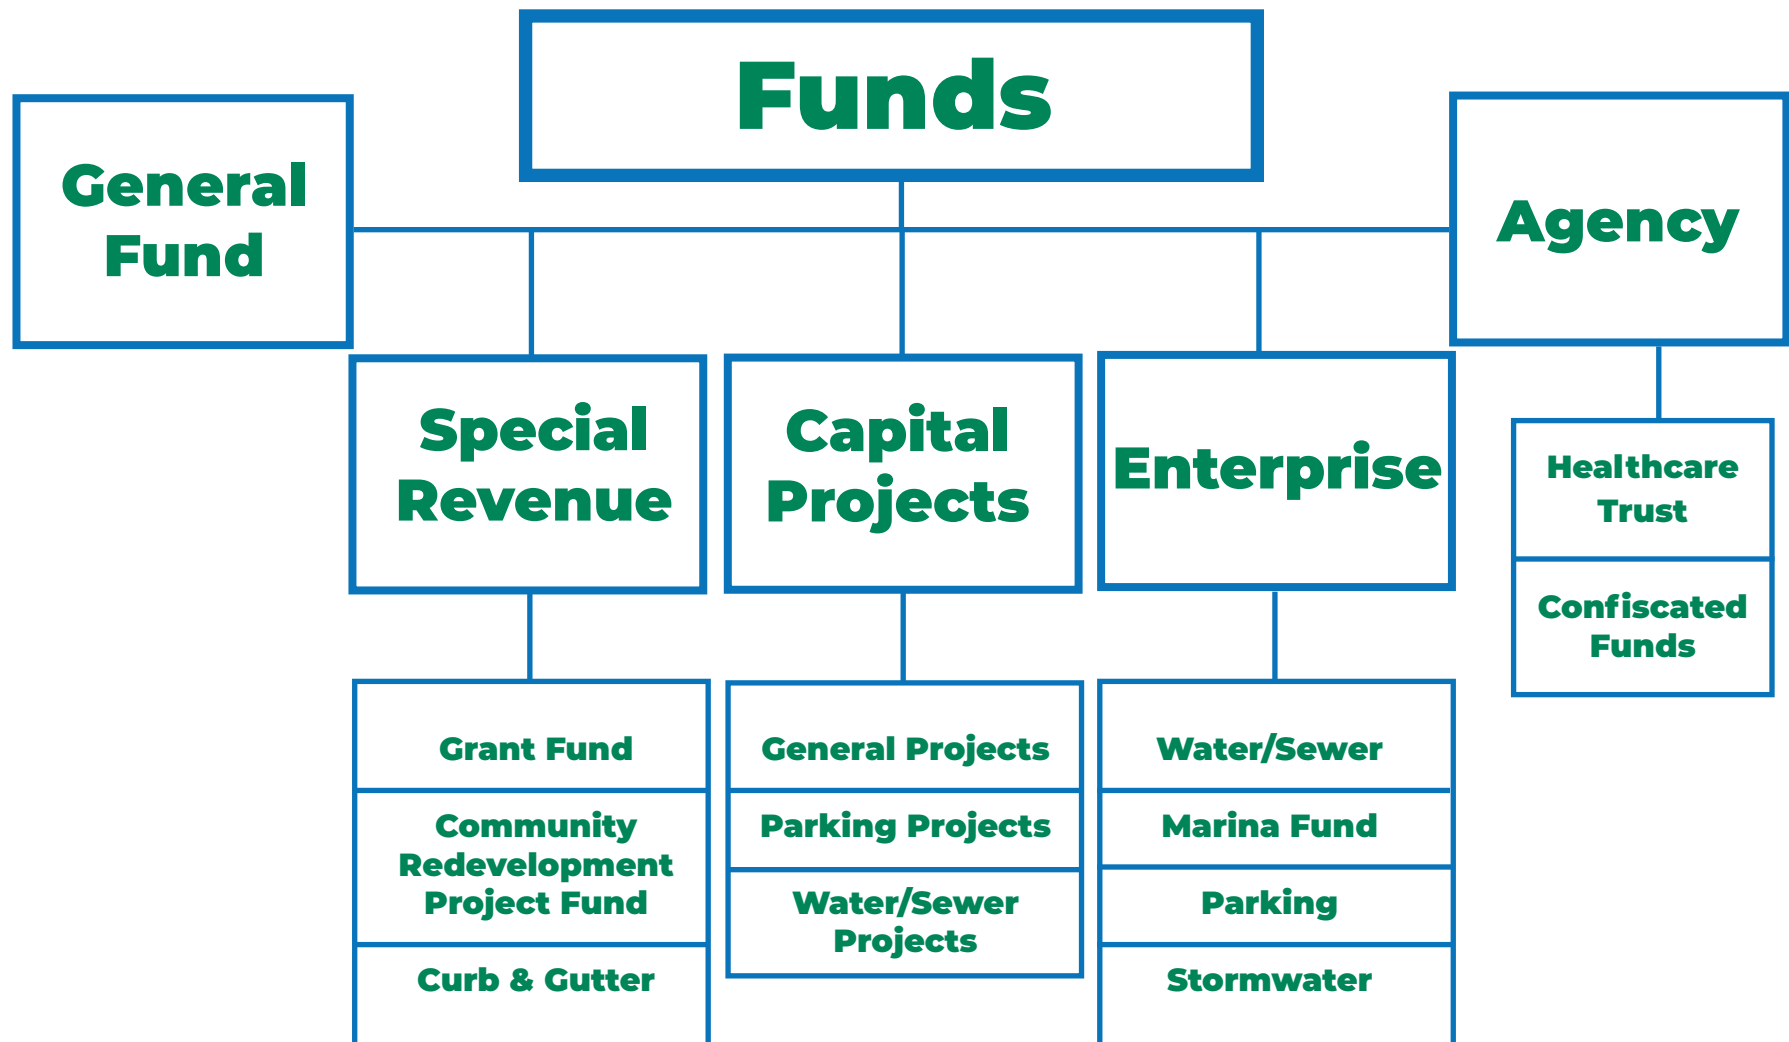 Funds
General
Fund
Agency
Special
Revenue
Capital
Projects
Enterprise
Healthcare
Trust
Confiscated
Funds
Grant Fund
Community
Redevelopment
Project Fund
Curb & Gutter
General Projects
Parking Projects
Water/Sewer
Projects
Water/Sewer
Marina Fund
Parking
Stormwater